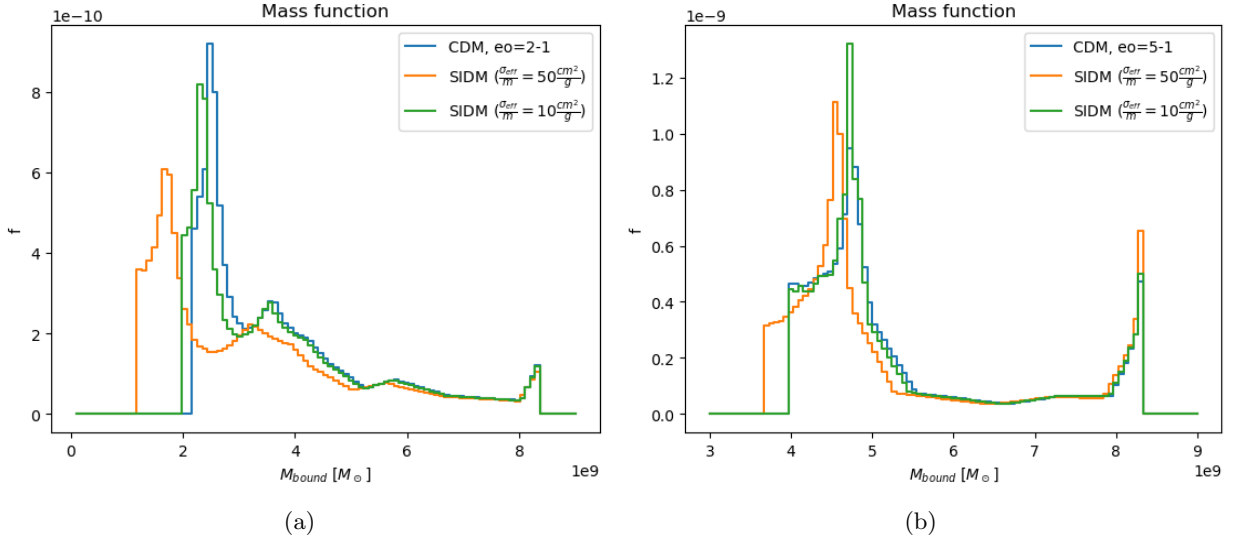 Mass function
1e−10
CDM, eo=2-1
SIDM (σ_eff/m = 50 cm²/g)
SIDM (σ_eff/m = 10 cm²/g)
8
6
4
2
0
f
0 2 4 6 8
1e9
M_bound [M_⊙]
(a)
Mass function
1e−9
CDM, eo=5-1
SIDM (σ_eff/m = 50 cm²/g)
SIDM (σ_eff/m = 10 cm²/g)
1.2
1.0
0.8
0.6
0.4
0.2
0.0
f
3 4 5 6 7 8 9
1e9
M_bound [M_⊙]
(b)